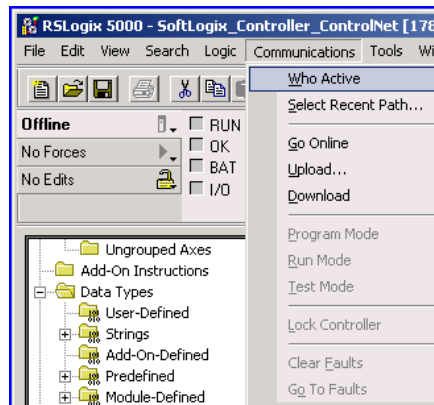 RSLogix 5000 - SoftLogix_Controller_ControlNet [178
File Edit View Search Logic Communications Tools Wi
Who Active
Select Recent Path...
Go Online
Upload...
Download
Program Mode
Run Mode
Test Mode
Lock Controller
Clear Faults
Go To Faults
Offline
RUN
No Forces
OK
BAT
No Edits
I/O
Ungrouped Axes
Add-On Instructions
Data Types
User-Defined
Strings
Add-On-Defined
Predefined
Module-Defined